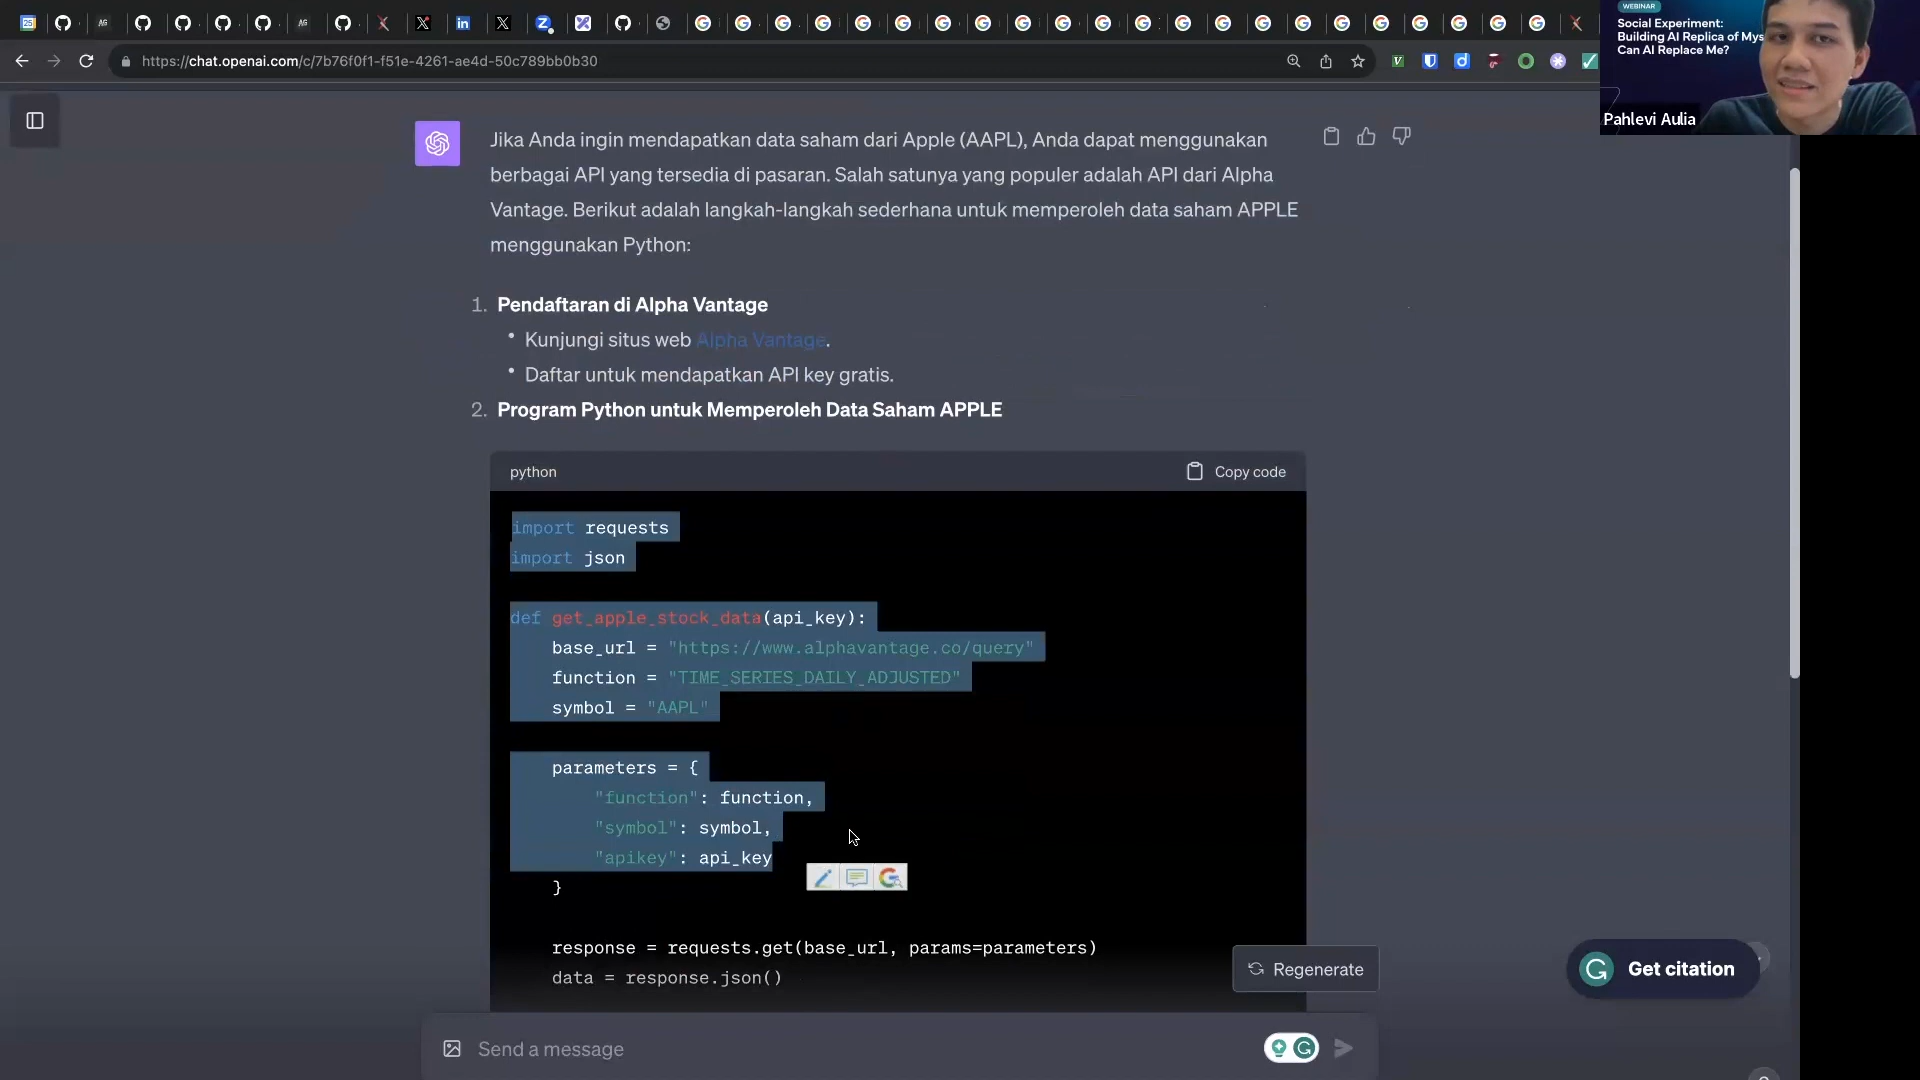 https://chat.openai.com/c/7b76f0f1-f51e-4261-ae4d-50c789bb0b30
WEBINAR
Social Experiment:
Building AI Replica of Mys
Can AI Replace Me?
Pahlevi Aulia
Jika Anda ingin mendapatkan data saham dari Apple (AAPL), Anda dapat menggunakan
berbagai API yang tersedia di pasaran. Salah satunya yang populer adalah API dari Alpha
Vantage. Berikut adalah langkah-langkah sederhana untuk memperoleh data saham APPLE
menggunakan Python:
1. Pendaftaran di Alpha Vantage
• Kunjungi situs web Alpha Vantage.
• Daftar untuk mendapatkan API key gratis.
2. Program Python untuk Memperoleh Data Saham APPLE
python
Copy code
import requests
import json
def get_apple_stock_data(api_key):
base_url = "https://www.alphavantage.co/query"
function = "TIME_SERIES_DAILY_ADJUSTED"
symbol = "AAPL"
parameters = {
"function": function,
"symbol": symbol,
"apikey": api_key
}
response = requests.get(base_url, params=parameters)
data = response.json()
Regenerate
Get citation
Send a message